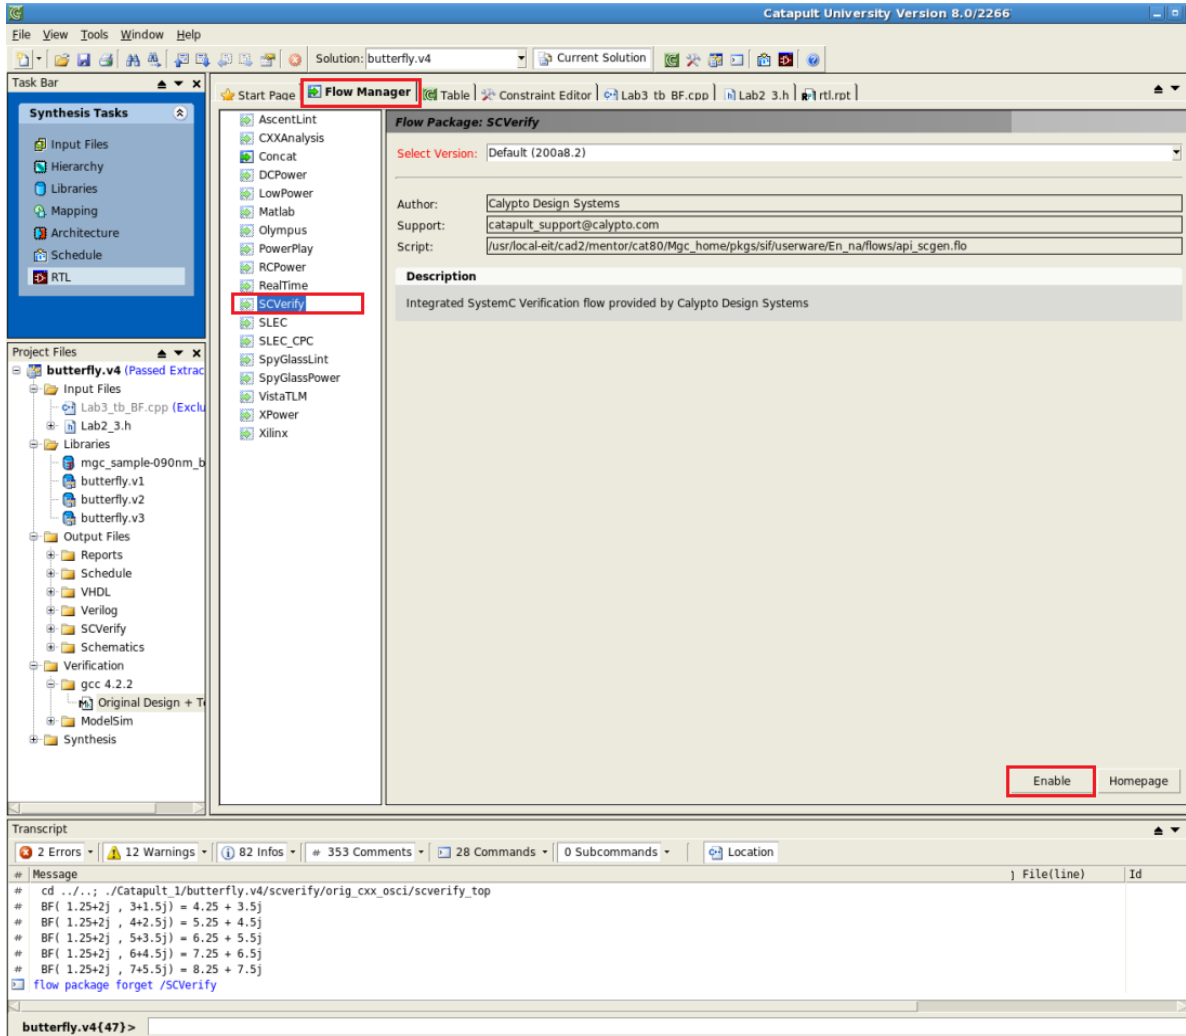 Catapult University Version 8.0/2266
File View Tools Window Help
Solution: butterfly.v4 Current Solution
Task Bar
Synthesis Tasks
Input Files
Hierarchy
Libraries
Mapping
Architecture
Schedule
RTL
Project Files
butterfly.v4 (Passed Extrac
Input Files
Lab3_tb_BF.cpp (Exclu
Lab2_3.h
Libraries
mgc_sample-090nm_b
butterfly.v1
butterfly.v2
butterfly.v3
Output Files
Reports
Schedule
VHDL
Verilog
SCVerify
Schematics
Verification
gcc 4.2.2
Original Design + Te
ModelSim
Synthesis
Start Page Flow Manager Table Constraint Editor Lab3 tb BF.cpp Lab2 3.h rtl.rpt
AscentLint
CXXAnalysis
Concat
DCPower
LowPower
Matlab
Olympus
PowerPlay
RCPower
RealTime
SCVerify
SLEC
SLEC_CPC
SpyGlassLint
SpyGlassPower
VistaTLM
XPower
Xilinx
Flow Package: SCVerify
Select Version: Default (200a8.2)
Author: Calypto Design Systems
Support: catapult_support@calypto.com
Script: /usr/local-eit/cad2/mentor/cat80/Mgc_home/pkgs/sif/userware/En_na/flows/api_scgen.flo
Description
Integrated SystemC Verification flow provided by Calypto Design Systems
Enable Homepage
Transcript
2 Errors 12 Warnings 82 Infos # 353 Comments 28 Commands 0 Subcommands Location
# Message File(line) Id
# cd ../..; ./Catapult_1/butterfly.v4/scverify/orig_cxx_osci/scverify_top
# BF( 1.25+2j , 3+1.5j) = 4.25 + 3.5j
# BF( 1.25+2j , 4+2.5j) = 5.25 + 4.5j
# BF( 1.25+2j , 5+3.5j) = 6.25 + 5.5j
# BF( 1.25+2j , 6+4.5j) = 7.25 + 6.5j
# BF( 1.25+2j , 7+5.5j) = 8.25 + 7.5j
flow package forget /SCVerify
butterfly.v4{47}>